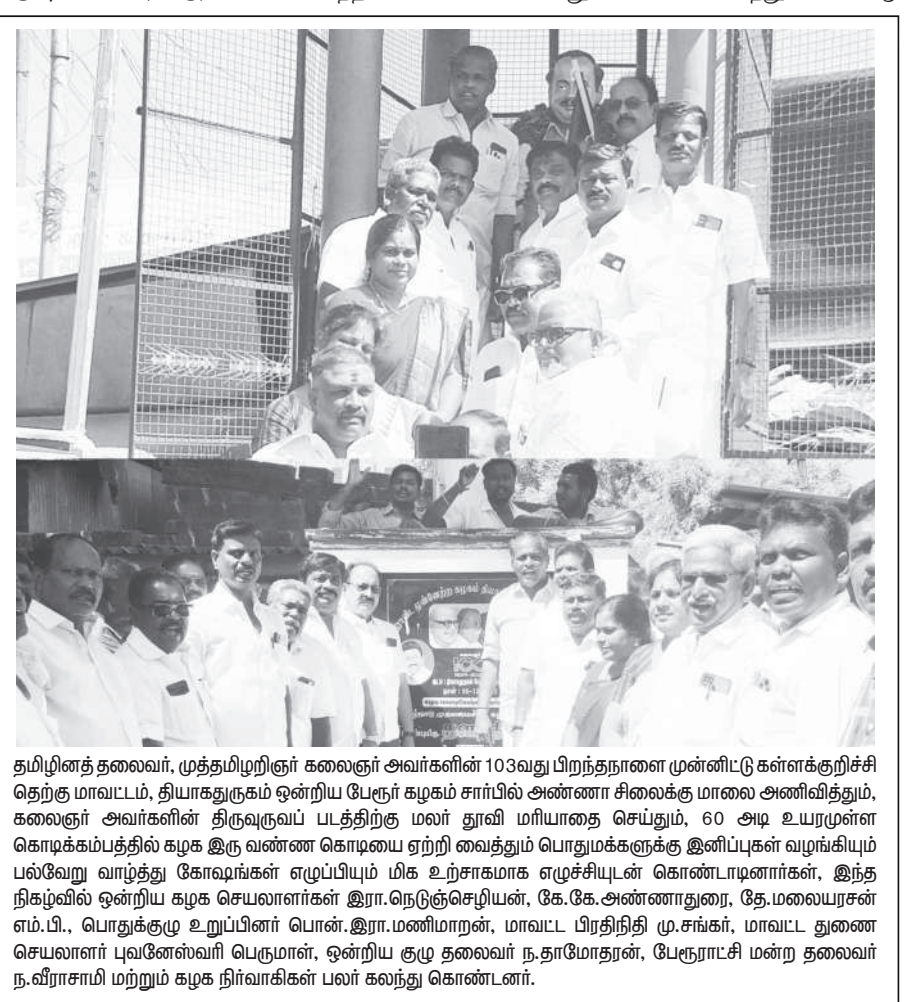 முன்னேற்ற கழகம்
100
தமிழினத் தலைவர், முத்தமிழறிஞர் கலைஞர் அவர்களின் 103வது பிறந்தநாளை முன்னிட்டு கள்ளக்குறிச்சி
தெற்கு மாவட்டம், தியாகதுருகம் ஒன்றிய பேரூர் கழகம் சார்பில் அண்ணா சிலைக்கு மாலை அணிவித்தும்,
கலைஞர் அவர்களின் திருவுருவப் படத்திற்கு மலர் தூவி மரியாதை செய்தும், 60 அடி உயரமுள்ள
கொடிக்கம்பத்தில் கழக இரு வண்ண கொடியை ஏற்றி வைத்தும் பொதுமக்களுக்கு இனிப்புகள் வழங்கியும்
பல்வேறு வாழ்த்து கோஷங்கள் எழுப்பியும் மிக உற்சாகமாக எழுச்சியுடன் கொண்டாடினார்கள், இந்த
நிகழ்வில் ஒன்றிய கழக செயலாளர்கள் இரா.நெடுஞ்செழியன், கே.கே.அண்ணாதுரை, தே.மலையரசன்
எம்.பி., பொதுக்குழு உறுப்பினர் பொன்.இரா.மணிமாறன், மாவட்ட பிரதிநிதி மு.சங்கர், மாவட்ட துணை
செயலாளர் புவனேஸ்வரி பெருமாள், ஒன்றிய குழு தலைவர் ந.தாமோதரன், பேரூராட்சி மன்ற தலைவர்
ந.வீராசாமி மற்றும் கழக நிர்வாகிகள் பலர் கலந்து கொண்டனர்.